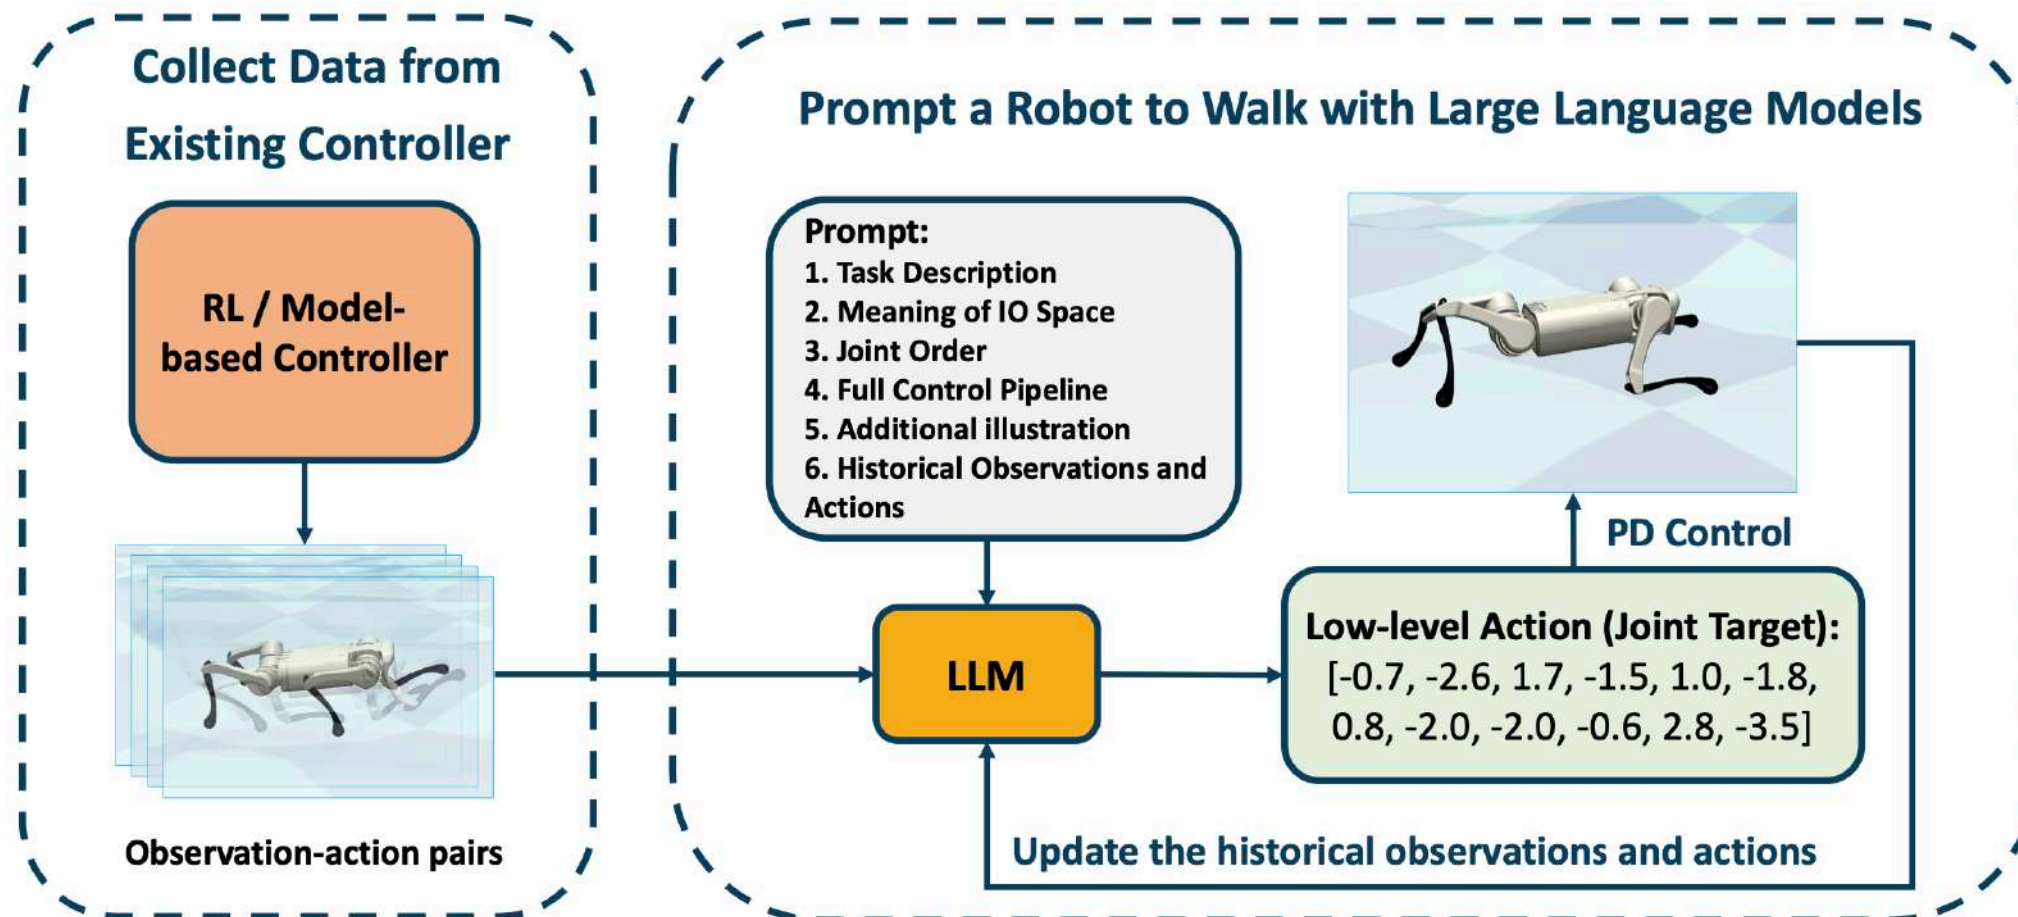 Collect Data from
Existing Controller
RL / Model-
based Controller
Observation-action pairs
Prompt a Robot to Walk with Large Language Models
Prompt:
1. Task Description
2. Meaning of IO Space
3. Joint Order
4. Full Control Pipeline
5. Additional illustration
6. Historical Observations and
Actions
LLM
PD Control
Low-level Action (Joint Target):
[-0.7, -2.6, 1.7, -1.5, 1.0, -1.8,
0.8, -2.0, -2.0, -0.6, 2.8, -3.5]
Update the historical observations and actions